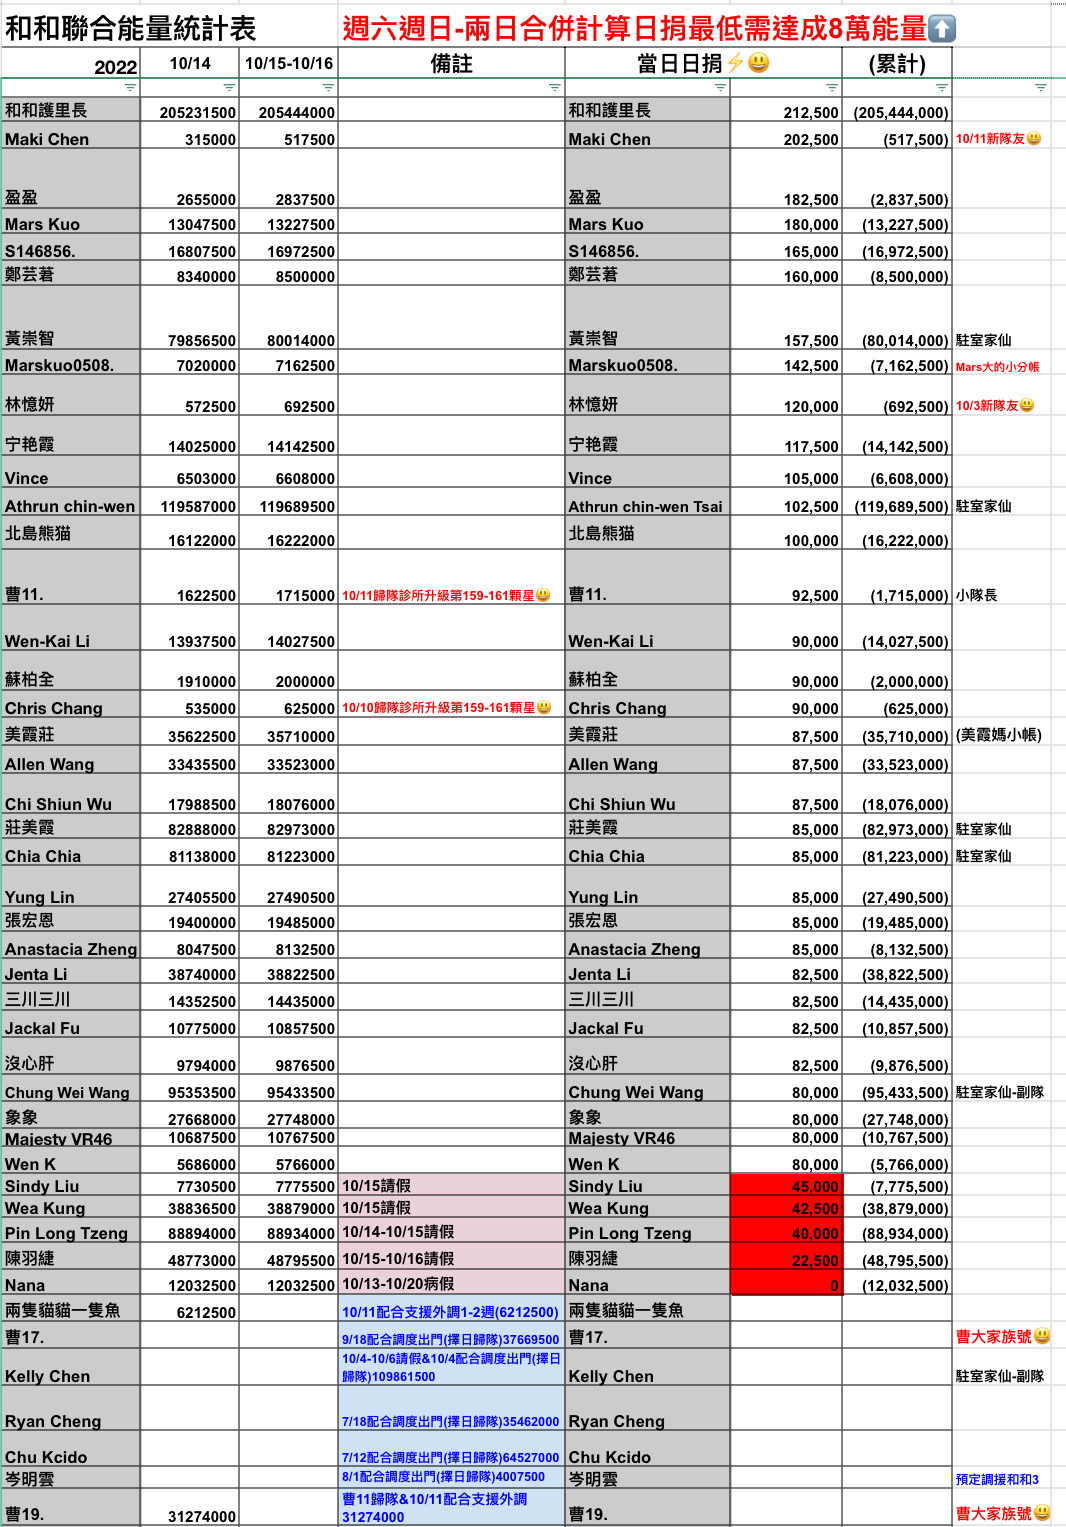 和和聯合能量統計表 週六週日-兩日合併計算日捐最低需達成8萬能量⬆️
2022 10/14 10/15-10/16 備註 當日日捐⚡😃 (累計)
和和護里長 205231500 205444000 和和護里長 212,500 (205,444,000)
Maki Chen 315000 517500 Maki Chen 202,500 (517,500) 10/11新隊友😃
盈盈 2655000 2837500 盈盈 182,500 (2,837,500)
Mars Kuo 13047500 13227500 Mars Kuo 180,000 (13,227,500)
S146856. 16807500 16972500 S146856. 165,000 (16,972,500)
鄭芸蓍 8340000 8500000 鄭芸蓍 160,000 (8,500,000)
黃崇智 79856500 80014000 黃崇智 157,500 (80,014,000) 駐室家仙
Marskuo0508. 7020000 7162500 Marskuo0508. 142,500 (7,162,500) Mars大的小分帳
林憶妍 572500 692500 林憶妍 120,000 (692,500) 10/3新隊友😃
宁艳霞 14025000 14142500 宁艳霞 117,500 (14,142,500)
Vince 6503000 6608000 Vince 105,000 (6,608,000)
Athrun chin-wen 119587000 119689500 Athrun chin-wen Tsai 102,500 (119,689,500) 駐室家仙
北島熊猫 16122000 16222000 北島熊猫 100,000 (16,222,000)
曹11. 1622500 1715000 10/11歸隊診所升級第159-161顆星😃 曹11. 92,500 (1,715,000) 小隊長
Wen-Kai Li 13937500 14027500 Wen-Kai Li 90,000 (14,027,500)
蘇柏全 1910000 2000000 蘇柏全 90,000 (2,000,000)
Chris Chang 535000 625000 10/10歸隊診所升級第159-161顆星😃 Chris Chang 90,000 (625,000)
美霞莊 35622500 35710000 美霞莊 87,500 (35,710,000) (美霞媽小帳)
Allen Wang 33435500 33523000 Allen Wang 87,500 (33,523,000)
Chi Shiun Wu 17988500 18076000 Chi Shiun Wu 87,500 (18,076,000)
莊美霞 82888000 82973000 莊美霞 85,000 (82,973,000) 駐室家仙
Chia Chia 81138000 81223000 Chia Chia 85,000 (81,223,000) 駐室家仙
Yung Lin 27405500 27490500 Yung Lin 85,000 (27,490,500)
張宏恩 19400000 19485000 張宏恩 85,000 (19,485,000)
Anastacia Zheng 8047500 8132500 Anastacia Zheng 85,000 (8,132,500)
Jenta Li 38740000 38822500 Jenta Li 82,500 (38,822,500)
三川三川 14352500 14435000 三川三川 82,500 (14,435,000)
Jackal Fu 10775000 10857500 Jackal Fu 82,500 (10,857,500)
沒心肝 9794000 9876500 沒心肝 82,500 (9,876,500)
Chung Wei Wang 95353500 95433500 Chung Wei Wang 80,000 (95,433,500) 駐室家仙-副隊
象象 27668000 27748000 象象 80,000 (27,748,000)
Majesty VR46 10687500 10767500 Majesty VR46 80,000 (10,767,500)
Wen K 5686000 5766000 Wen K 80,000 (5,766,000)
Sindy Liu 7730500 7775500 10/15請假 Sindy Liu 45,000 (7,775,500)
Wea Kung 38836500 38879000 10/15請假 Wea Kung 42,500 (38,879,000)
Pin Long Tzeng 88894000 88934000 10/14-10/15請假 Pin Long Tzeng 40,000 (88,934,000)
陳羽緁 48773000 48795500 10/15-10/16請假 陳羽緁 22,500 (48,795,500)
Nana 12032500 12032500 10/13-10/20病假 Nana 0 (12,032,500)
兩隻貓貓一隻魚 6212500 10/11配合支援外調1-2週(6212500) 兩隻貓貓一隻魚
曹17. 9/18配合調度出門(擇日歸隊)37669500 曹17. 曹大家族號😃
10/4-10/6請假&10/4配合調度出門(擇日
Kelly Chen 歸隊)109861500 Kelly Chen 駐室家仙-副隊
Ryan Cheng 7/18配合調度出門(擇日歸隊)35462000 Ryan Cheng
Chu Kcido 7/12配合調度出門(擇日歸隊)64527000 Chu Kcido
岑明雲 8/1配合調度出門(擇日歸隊)4007500 岑明雲 預定調援和和3
曹11歸隊&10/11配合支援外調
曹19. 31274000 31274000 曹19. 曹大家族號😃